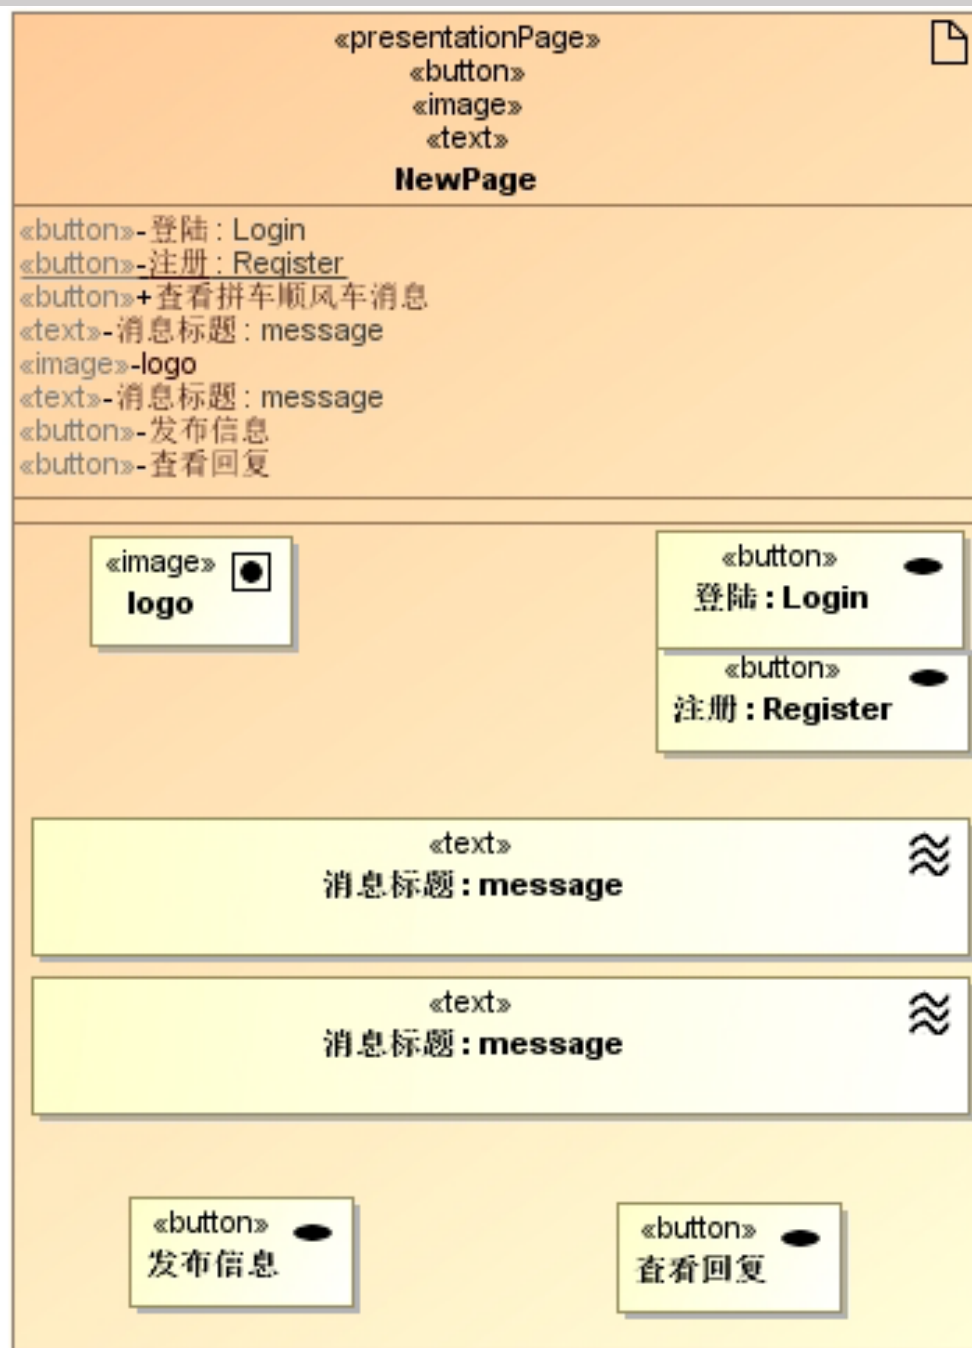 «presentationPage»
«button»
«image»
«text»
NewPage
«button»-登陆 : Login
«button»-注册 : Register
«button»+查看拼车顺风车消息
«text»-消息标题 : message
«image»-logo
«text»-消息标题 : message
«button»-发布信息
«button»-查看回复
«image»
logo
«button»
登陆 : Login
«button»
注册 : Register
«text»
消息标题 : message
«text»
消息标题 : message
«button»
发布信息
«button»
查看回复